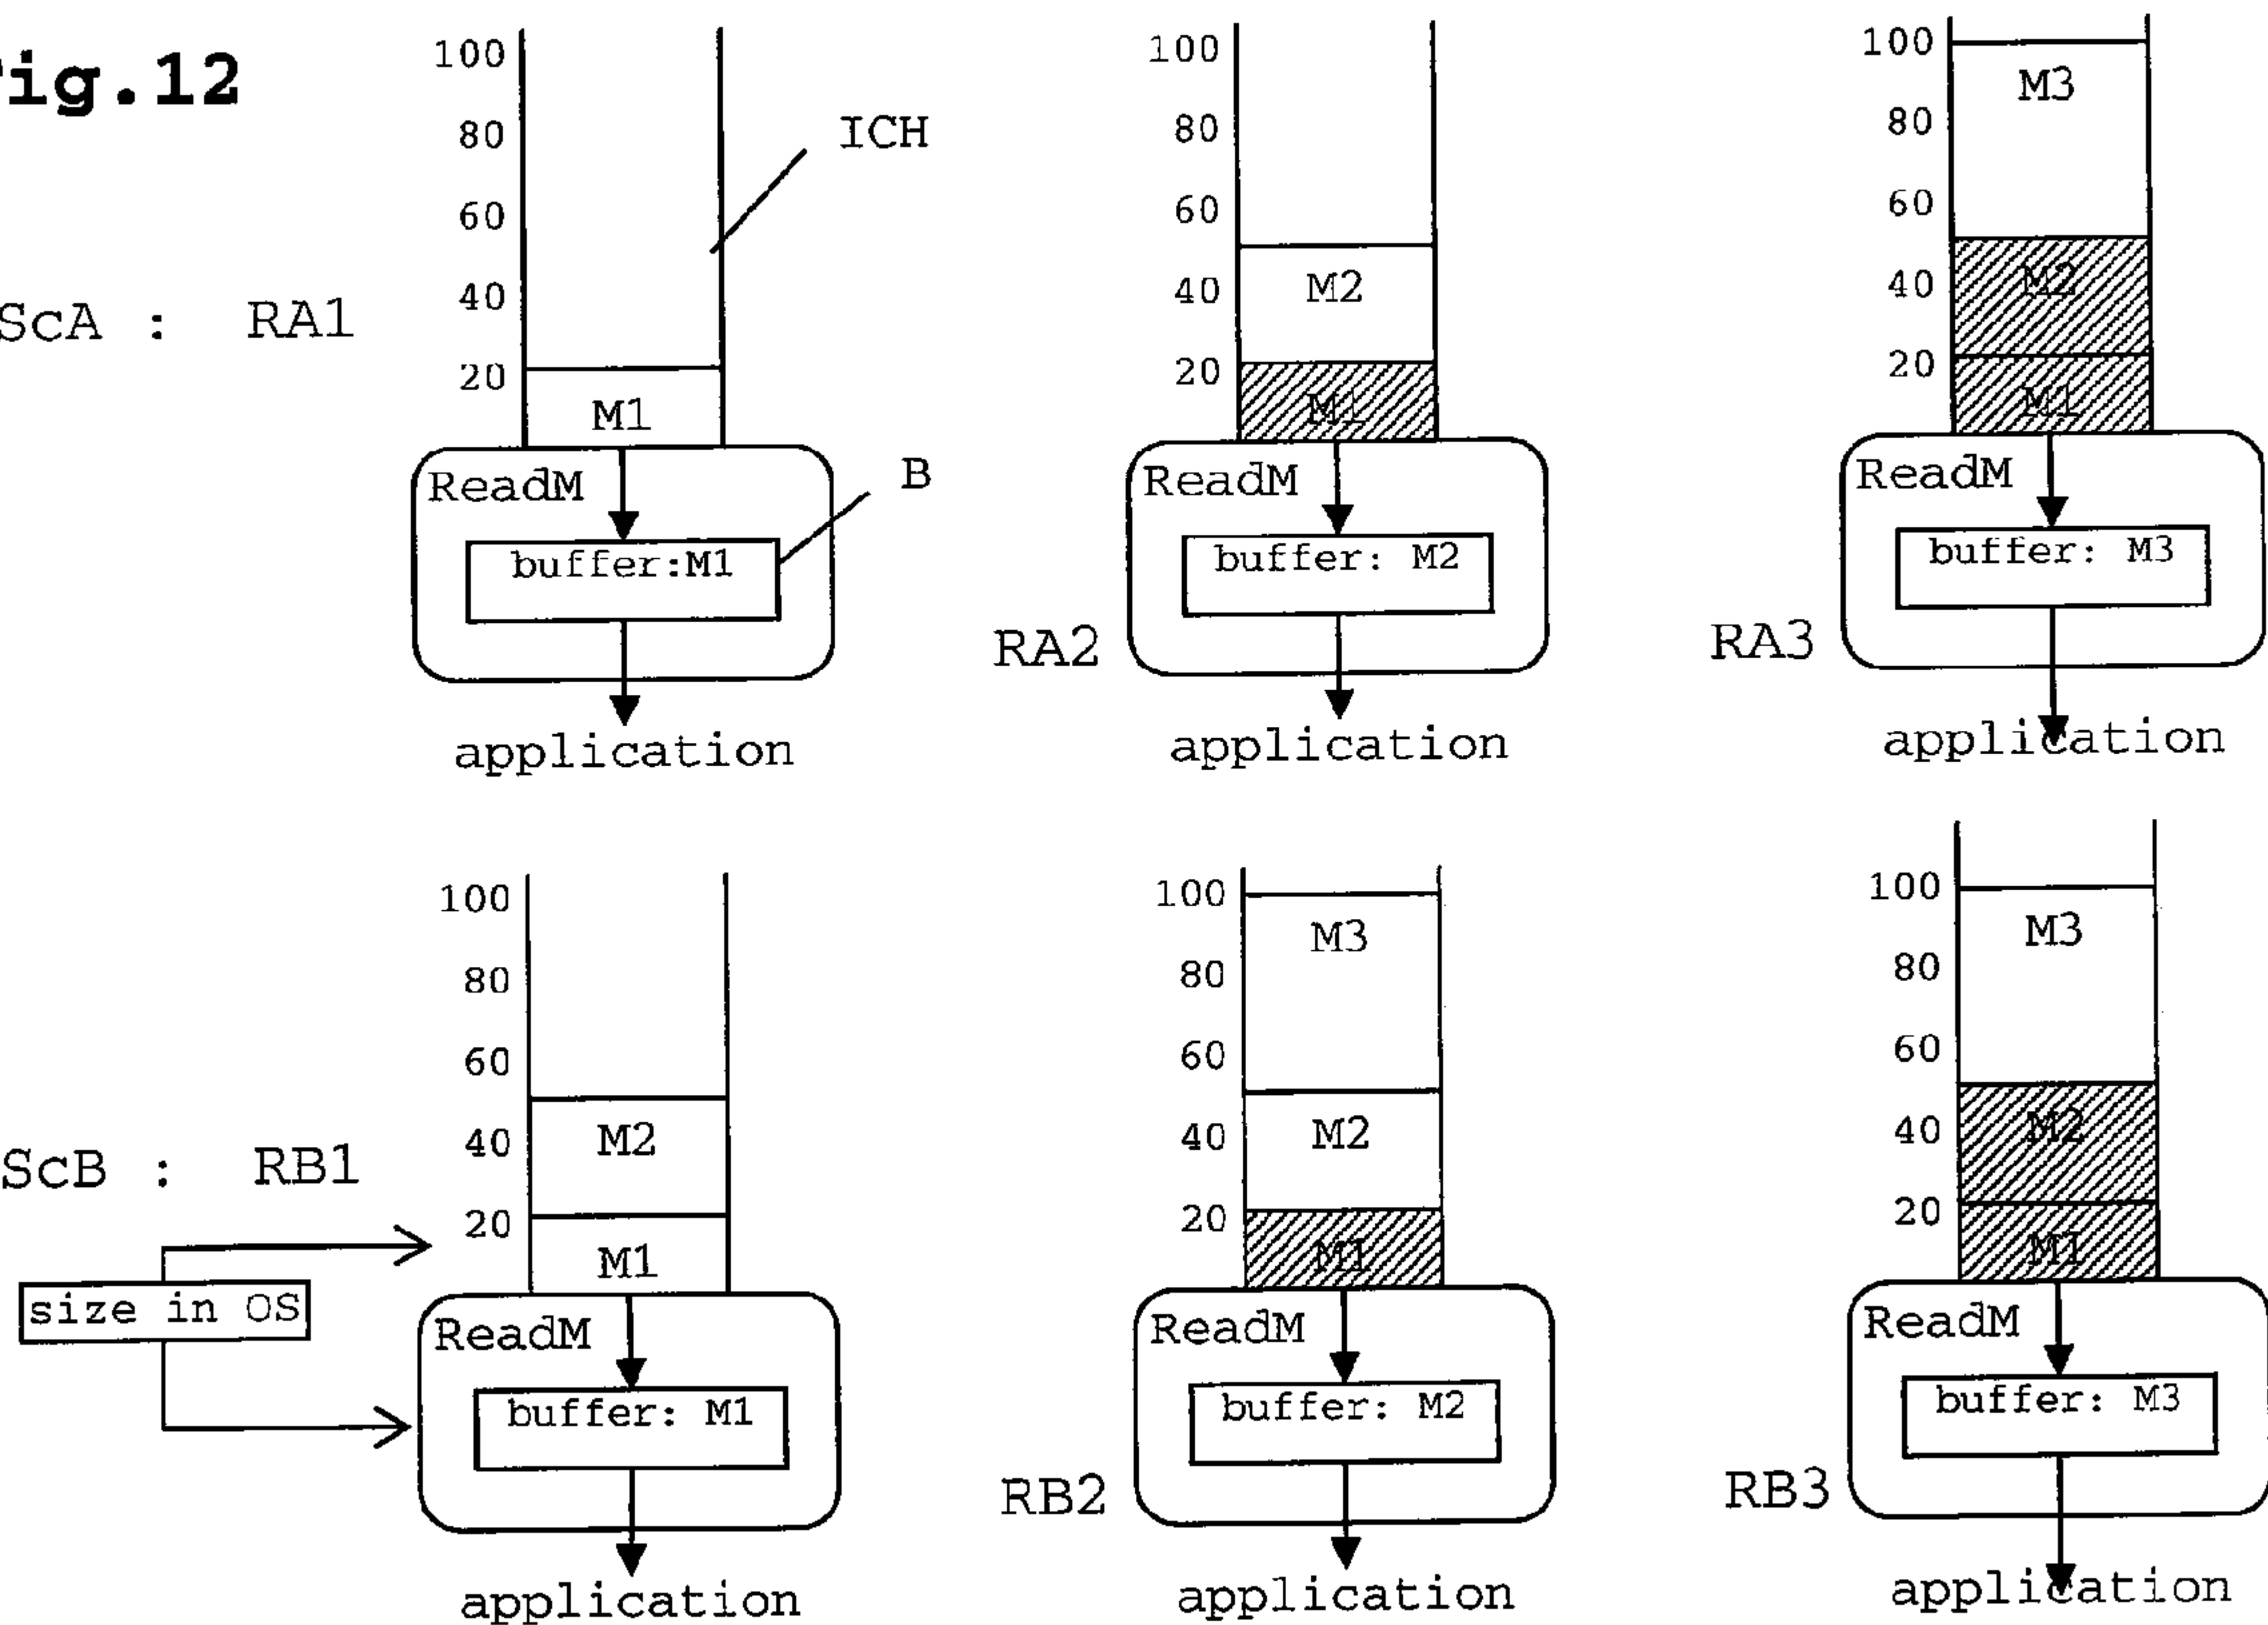 Fig.12
ScA : RA1
100
80
60
40
20
M1
ICH
ReadM
buffer:M1
B
application
RA2
100
80
60
40
20
M2
M1
ReadM
buffer: M2
application
RA3
100
80
60
40
20
M3
M2
M1
ReadM
buffer: M3
application
ScB : RB1
size in OS
100
80
60
40
20
M2
M1
ReadM
buffer: M1
application
RB2
100
80
60
40
20
M3
M2
M1
ReadM
buffer: M2
application
RB3
100
80
60
40
20
M3
M2
M1
ReadM
buffer: M3
application